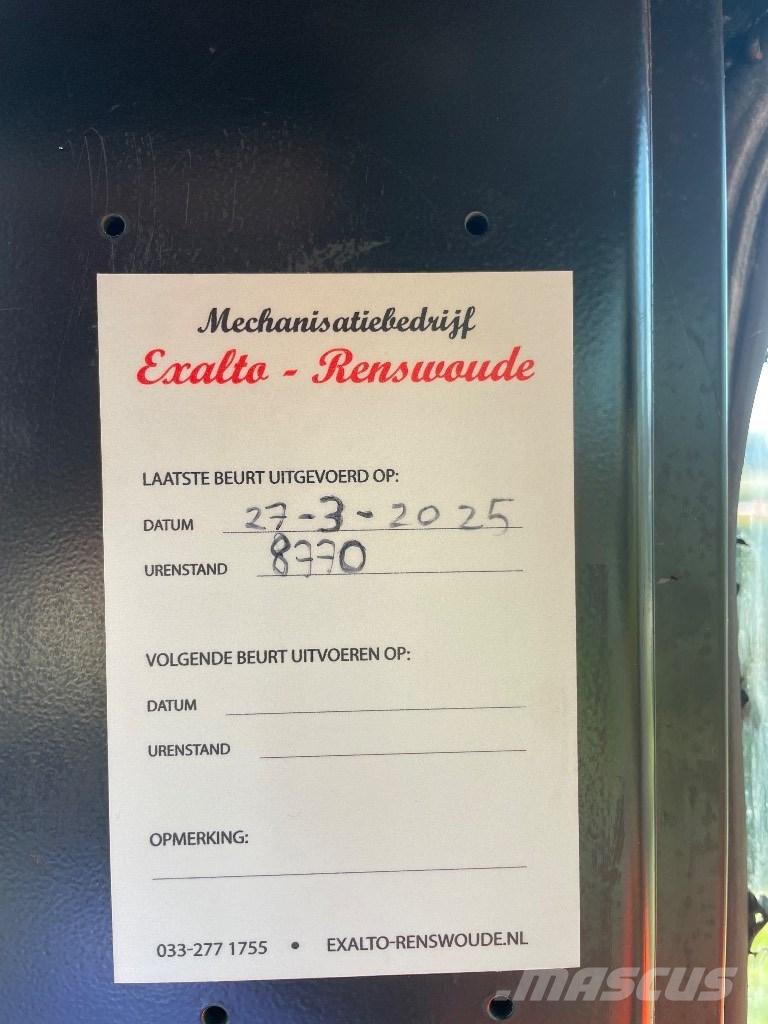 Mechanisatiebedrijf
Exalto - Renswoude
LAATSTE BEURT UITGEVOERD OP:
DATUM 27-3-2025
URENSTAND 8770
VOLGENDE BEURT UITVOEREN OP:
DATUM
URENSTAND
OPMERKING:
033-277 1755 • EXALTO-RENSWOUDE.NL
MASCUS